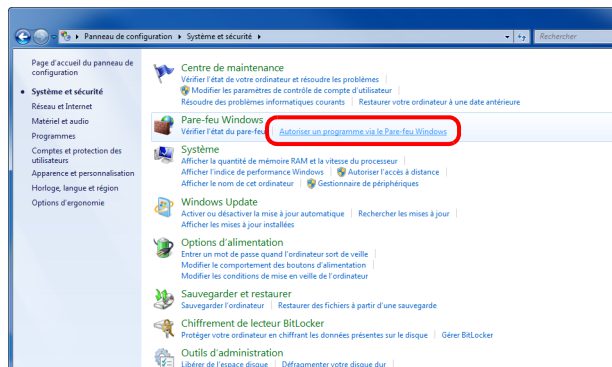 Panneau de configuration ▸ Système et sécurité ▸
Rechercher
Page d'accueil du panneau de
configuration
Système et sécurité
Réseau et Internet
Matériel et audio
Programmes
Comptes et protection des
utilisateurs
Apparence et personnalisation
Horloge, langue et région
Options d'ergonomie
Centre de maintenance
Vérifier l'état de votre ordinateur et résoudre les problèmes
Modifier les paramètres de contrôle de compte d'utilisateur
Résoudre des problèmes informatiques courants | Restaurer votre ordinateur à une date antérieure
Pare-feu Windows
Vérifier l'état du pare-feu | Autoriser un programme via le Pare-feu Windows
Système
Afficher la quantité de mémoire RAM et la vitesse du processeur
Afficher l'indice de performance Windows | Autoriser l'accès à distance
Afficher le nom de cet ordinateur | Gestionnaire de périphériques
Windows Update
Activer ou désactiver la mise à jour automatique | Rechercher les mises à jour
Afficher les mises à jour installées
Options d'alimentation
Entrer un mot de passe quand l'ordinateur sort de veille
Modifier le comportement des boutons d'alimentation
Modifier les conditions de mise en veille de l'ordinateur
Sauvegarder et restaurer
Sauvegarder l'ordinateur | Restaurer des fichiers à partir d'une sauvegarde
Chiffrement de lecteur BitLocker
Protéger votre ordinateur en chiffrant les données présentes sur le disque | Gérer BitLocker
Outils d'administration
Libérer de l'espace disque | Défragmenter votre disque dur